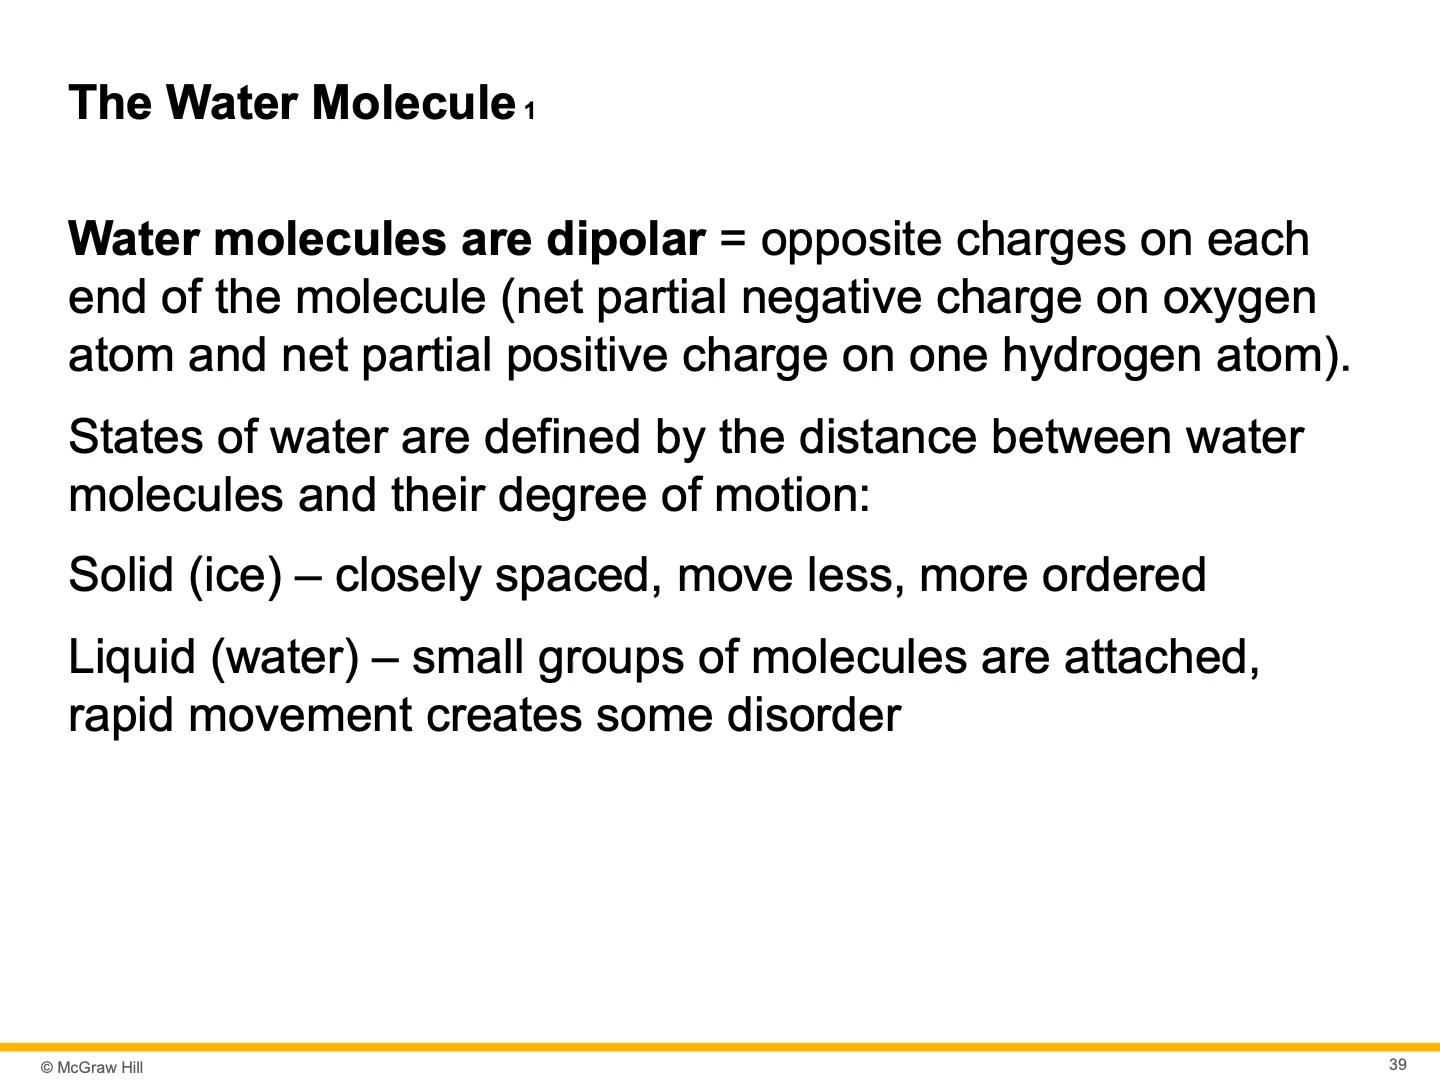 The Water Molecule 1
Water molecules are dipolar = opposite charges on each
end of the molecule (net partial negative charge on oxygen
atom and net partial positive charge on one hydrogen atom).
States of water are defined by the distance between water
molecules and their degree of motion:
Solid (ice) – closely spaced, move less, more ordered
Liquid (water) – small groups of molecules are attached,
rapid movement creates some disorder
© McGraw Hill
39